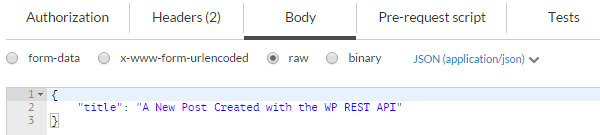 Authorization Headers (2) Body Pre-request script Tests
form-data x-www-form-urlencoded raw binary JSON (application/json)
1 {
2 "title": "A New Post Created with the WP REST API"
3 }